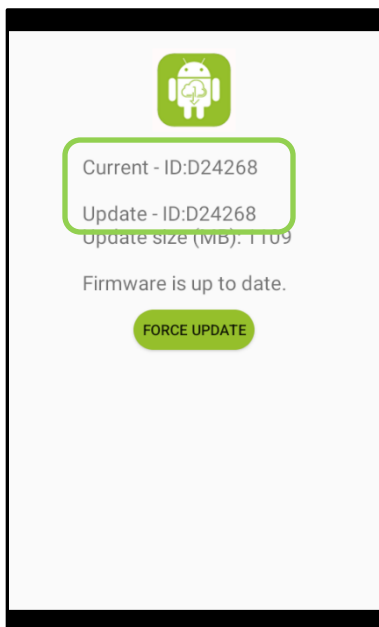 Current - ID:D24268
Update - ID:D24268
Update size (MB): 1109
Firmware is up to date.
FORCE UPDATE